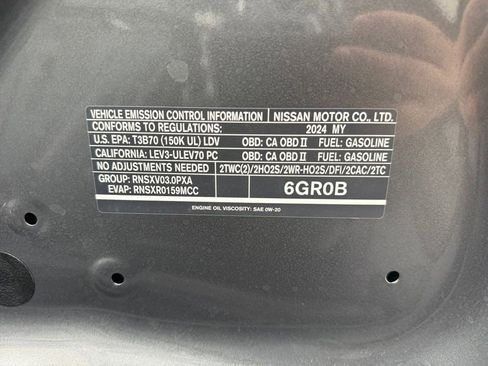 VEHICLE EMISSION CONTROL INFORMATION NISSAN MOTOR CO., LTD.
CONFORMS TO REGULATIONS: 2024 MY
U.S. EPA: T3B70 (150K UL) LDV OBD: CA OBD II FUEL: GASOLINE
CALIFORNIA: LEV3-ULEV70 PC OBD: CA OBD II FUEL: GASOLINE
NO ADJUSTMENTS NEEDED 2TWC(2)/2HO2S/2WR-HO2S/DFI/2CAC/2TC
GROUP: RNSXV03.0PXA
EVAP: RNSXR0159MCC 6GR0B
ENGINE OIL VISCOSITY: SAE 0W-20